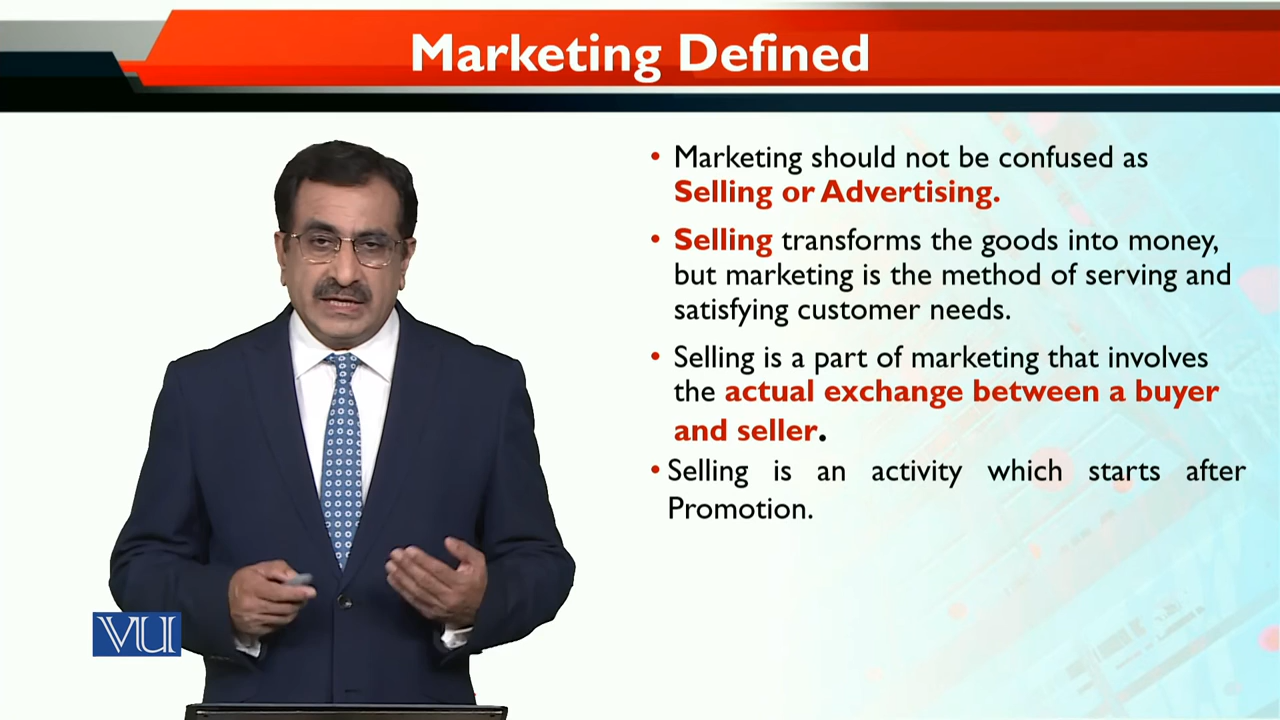 Marketing Defined
• Marketing should not be confused as
Selling or Advertising.
• Selling transforms the goods into money,
but marketing is the method of serving and
satisfying customer needs.
• Selling is a part of marketing that involves
the actual exchange between a buyer
and seller.
• Selling is an activity which starts after
Promotion.
VU